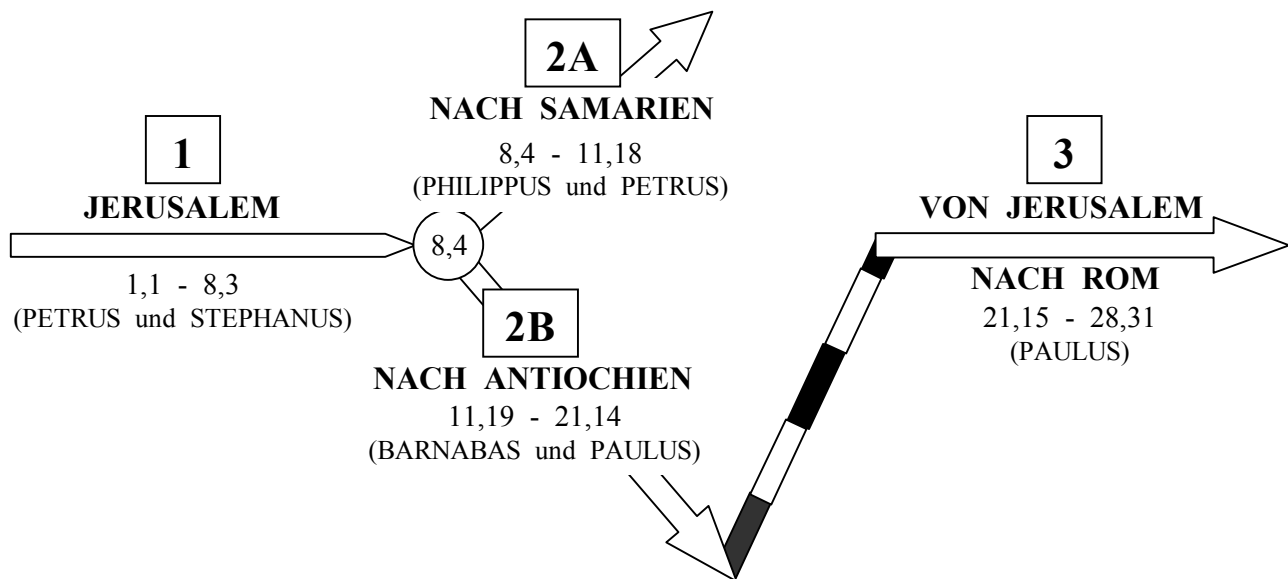 1
JERUSALEM
1,1 - 8,3
(PETRUS und STEPHANUS)
8,4
2A
NACH SAMARIEN
8,4 - 11,18
(PHILIPPUS und PETRUS)
2B
NACH ANTIOCHIEN
11,19 - 21,14
(BARNABAS und PAULUS)
3
VON JERUSALEM
NACH ROM
21,15 - 28,31
(PAULUS)